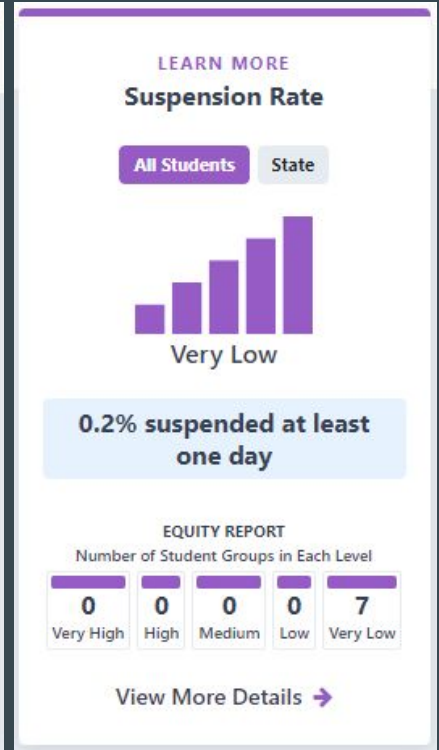 LEARN MORE
Suspension Rate
All Students State
Very Low
0.2% suspended at least
one day
EQUITY REPORT
Number of Student Groups in Each Level
0 0 0 0 7
Very High High Medium Low Very Low
View More Details →